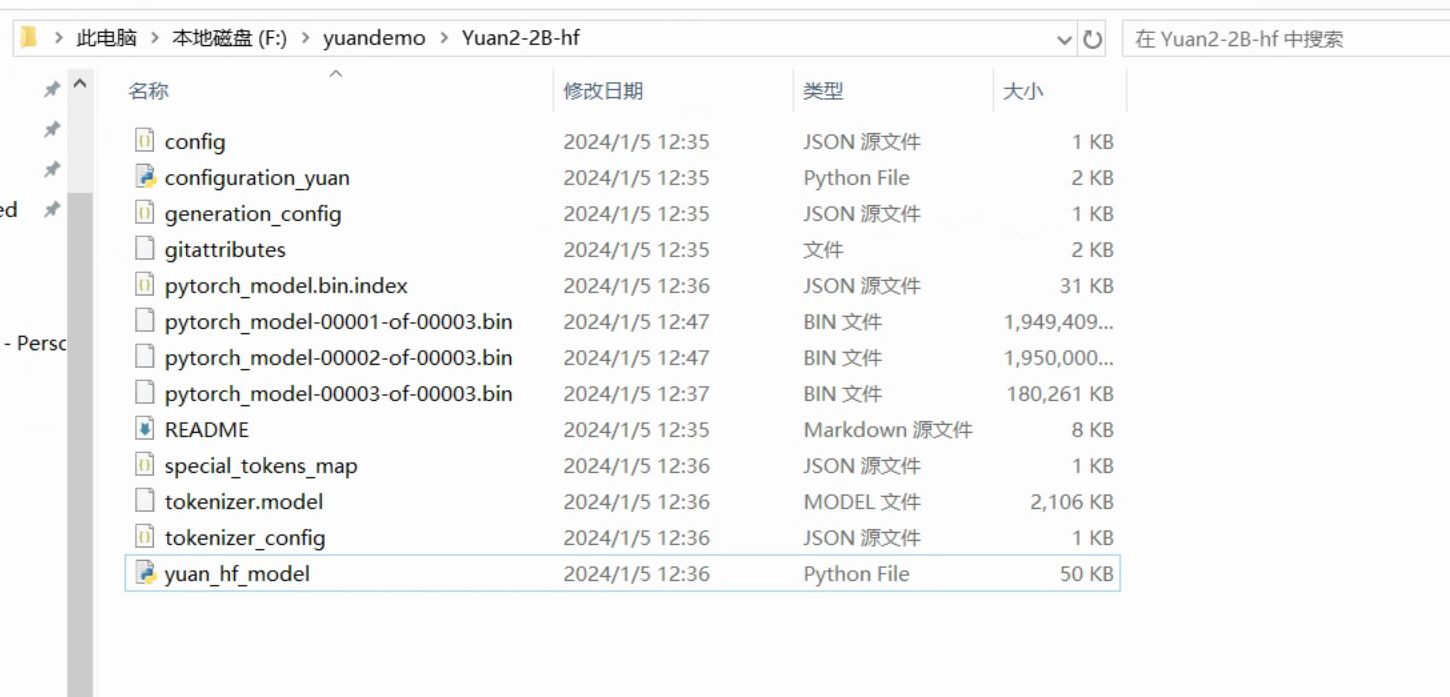 此电脑 > 本地磁盘 (F:) > yuandemo > Yuan2-2B-hf
在 Yuan2-2B-hf 中搜索
名称 修改日期 类型 大小
config 2024/1/5 12:35 JSON 源文件 1 KB
configuration_yuan 2024/1/5 12:35 Python File 2 KB
ed
generation_config 2024/1/5 12:35 JSON 源文件 1 KB
gitattributes 2024/1/5 12:35 文件 2 KB
pytorch_model.bin.index 2024/1/5 12:36 JSON 源文件 31 KB
pytorch_model-00001-of-00003.bin 2024/1/5 12:47 BIN 文件 1,949,409...
- Persc
pytorch_model-00002-of-00003.bin 2024/1/5 12:47 BIN 文件 1,950,000...
pytorch_model-00003-of-00003.bin 2024/1/5 12:37 BIN 文件 180,261 KB
README 2024/1/5 12:35 Markdown 源文件 8 KB
special_tokens_map 2024/1/5 12:36 JSON 源文件 1 KB
tokenizer.model 2024/1/5 12:36 MODEL 文件 2,106 KB
tokenizer_config 2024/1/5 12:36 JSON 源文件 1 KB
yuan_hf_model 2024/1/5 12:36 Python File 50 KB